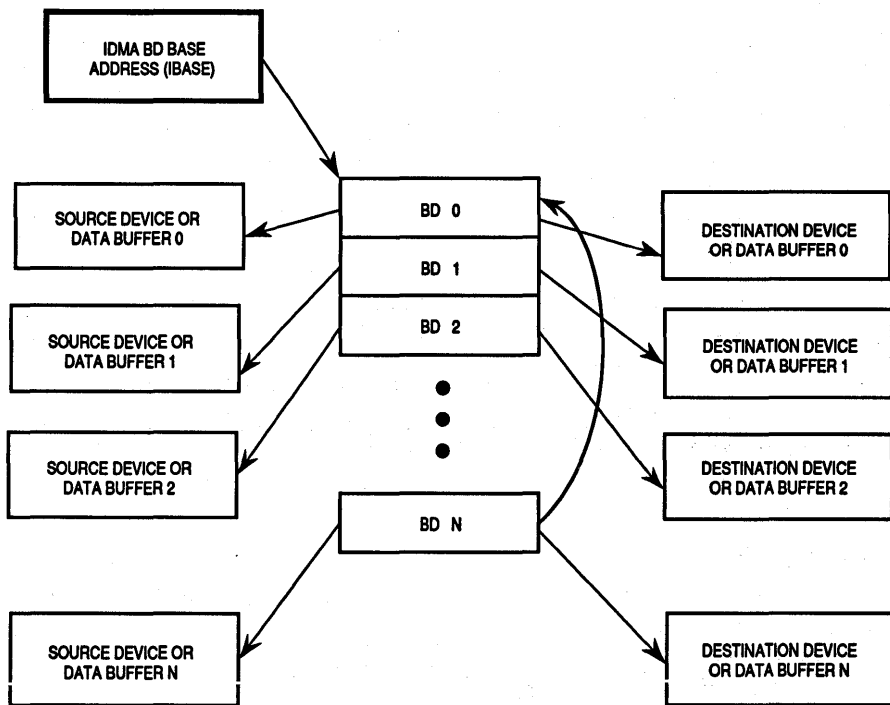 IDMA BD BASE
ADDRESS (IBASE)
SOURCE DEVICE OR
DATA BUFFER 0
BD 0
DESTINATION DEVICE
OR DATA BUFFER 0
BD 1
SOURCE DEVICE OR
DATA BUFFER 1
DESTINATION DEVICE
OR DATA BUFFER 1
BD 2
SOURCE DEVICE OR
DATA BUFFER 2
DESTINATION DEVICE
OR DATA BUFFER 2
BD N
SOURCE DEVICE OR
DATA BUFFER N
DESTINATION DEVICE
OR DATA BUFFER N